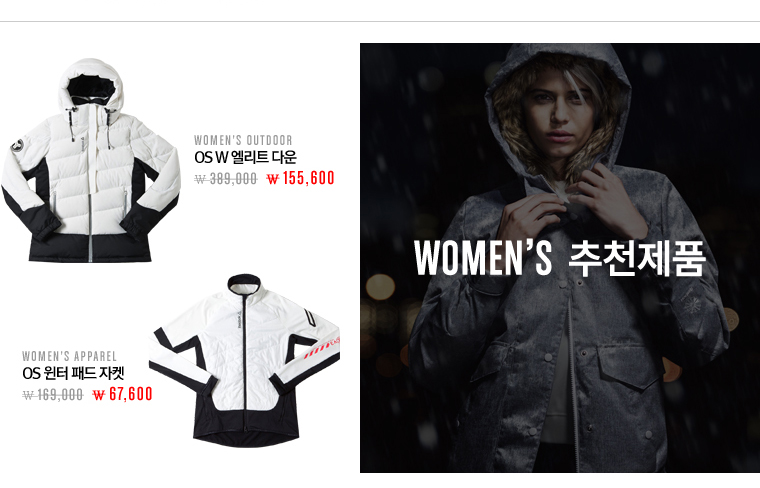 WOMEN'S OUTDOOR
OS W 엘리트 다운
₩ 389,000 ₩ 155,600
WOMEN'S 추천제품
WOMEN'S APPAREL
OS 윈터 패드 자켓
₩ 169,000 ₩ 67,600